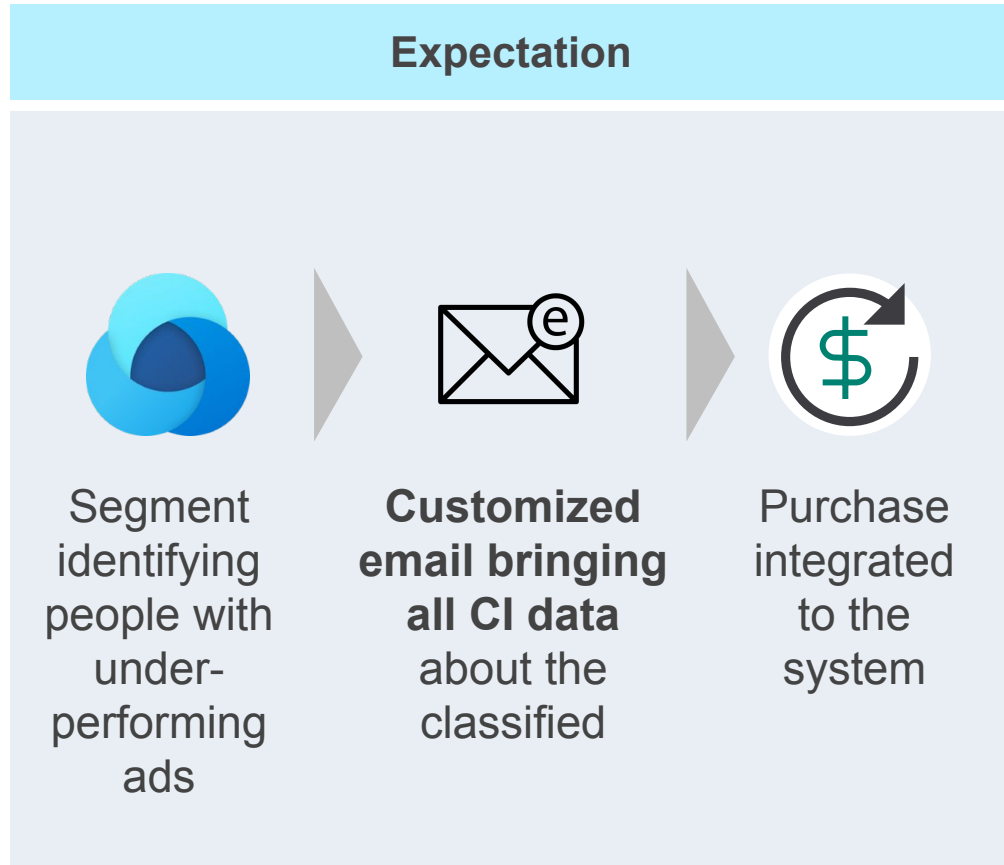 Expectation
e
$
Segment
identifying
people with
under-
performing
ads
Customized
email bringing
all CI data
about the
classified
Purchase
integrated
to the
system